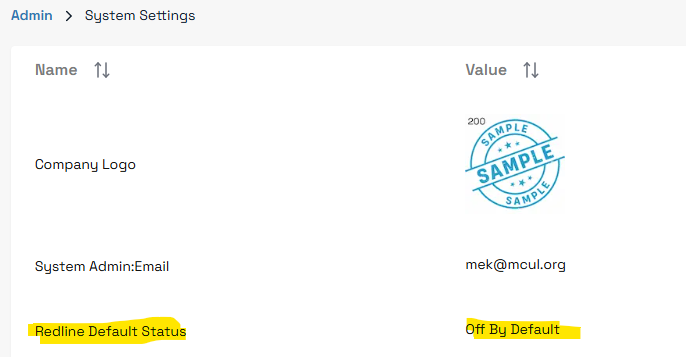 Admin > System Settings
Name Value
200
SAMPLE
SAMPLE
SAMPLE
Company Logo
System Admin:Email mek@mcul.org
Redline Default Status Off By Default